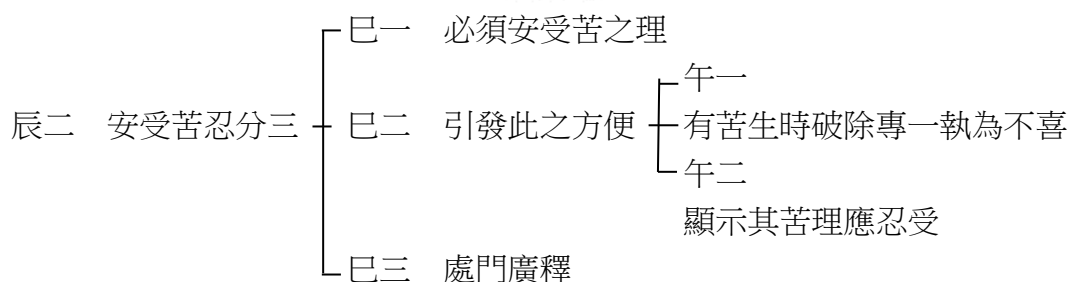 巳一　必須安受苦之理
午一
辰二　安受苦忍分三　巳二　引發此之方便　有苦生時破除專一執為不喜
午二
顯示其苦理應忍受
巳三　處門廣釋